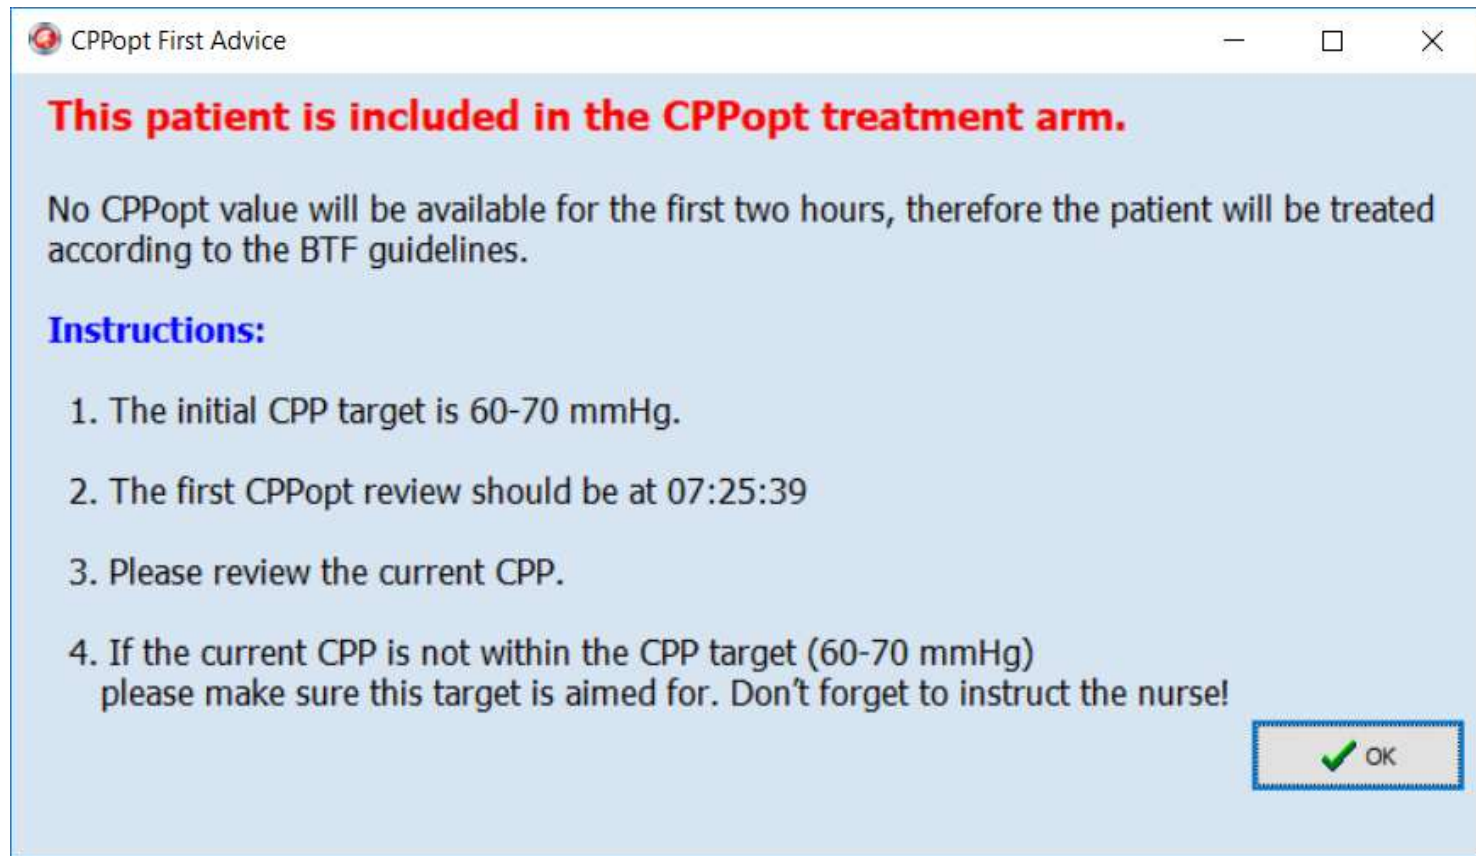 CPPopt First Advice
This patient is included in the CPPopt treatment arm.
No CPPopt value will be available for the first two hours, therefore the patient will be treated
according to the BTF guidelines.
Instructions:
1. The initial CPP target is 60-70 mmHg.
2. The first CPPopt review should be at 07:25:39
3. Please review the current CPP.
4. If the current CPP is not within the CPP target (60-70 mmHg)
please make sure this target is aimed for. Don't forget to instruct the nurse!
OK